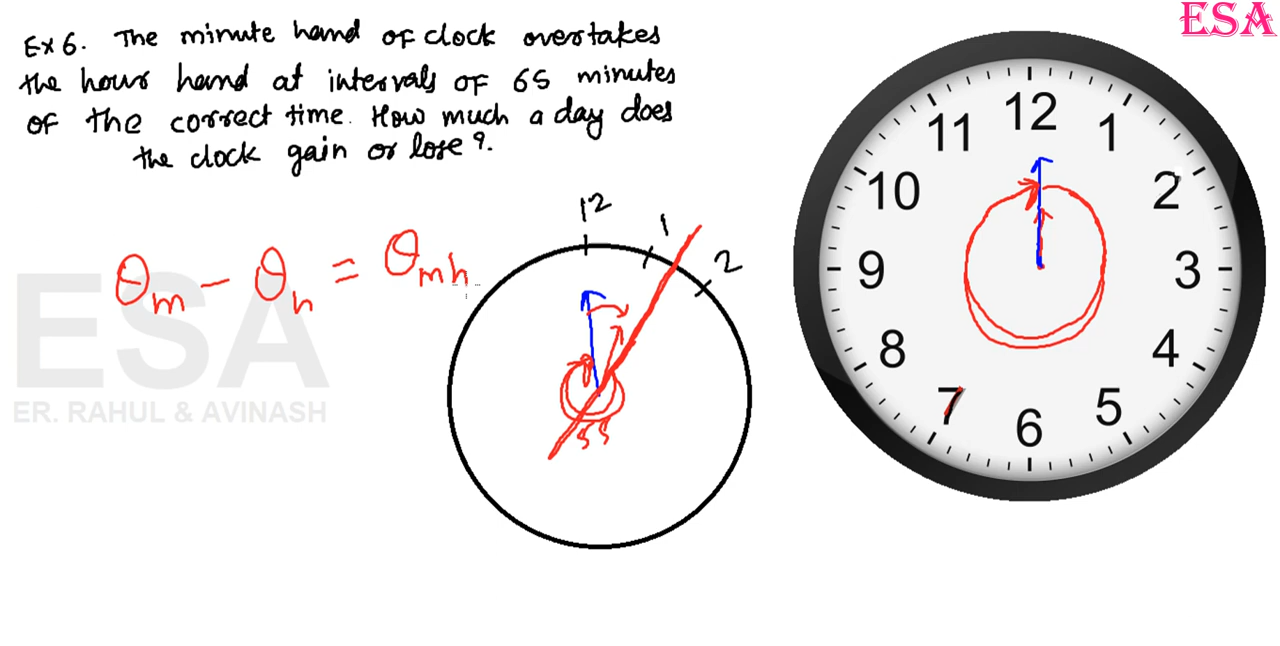 ESA
Ex 6. The minute hand of clock overtakes
the hour hand at intervals of 65 minutes
of the correct time. How much a day does
the clock gain or lose ?.
θm - θh = θmh
ESA
ER. RAHUL & AVINASH
12
1
2
55
12
1
2
3
4
5
6
7
8
9
10
11